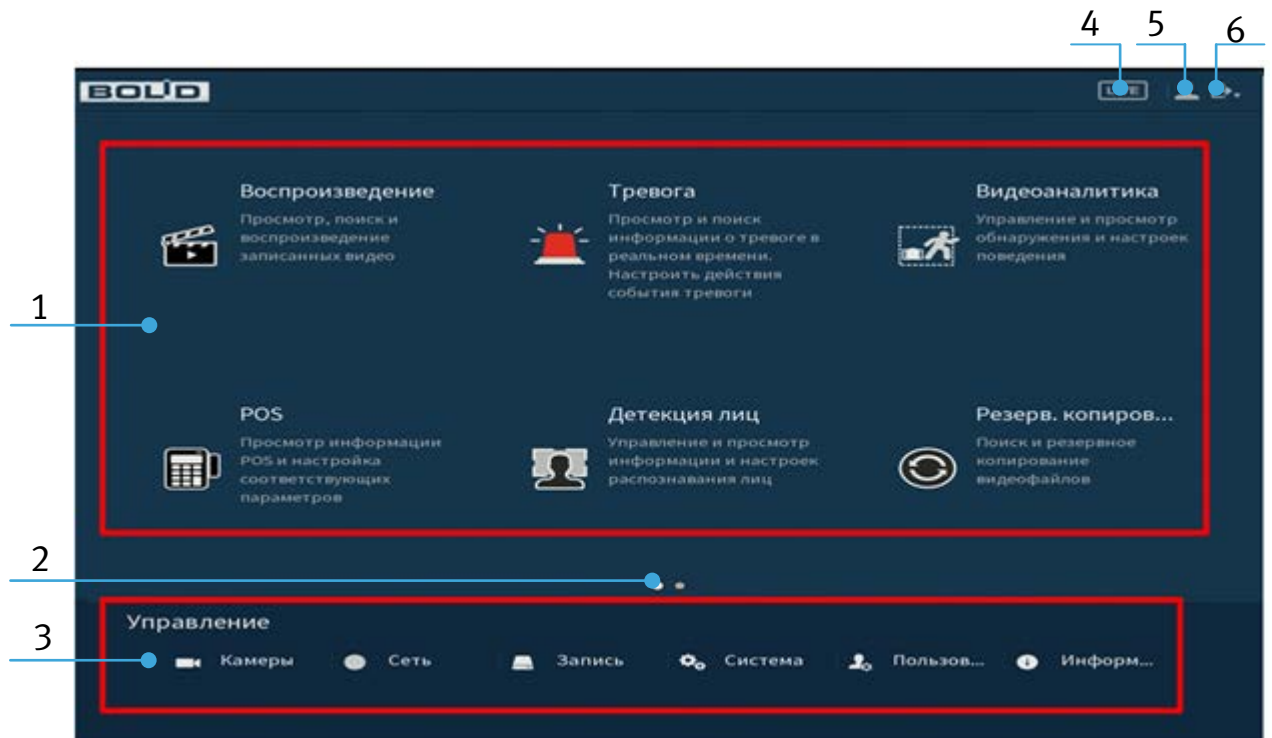 4 5 6
BOLID
LIVE
Воспроизведение
Просмотр, поиск и
воспроизведение
записанных видео
Тревога
Просмотр и поиск
информации о тревоге в
реальном времени.
Настроить действия
события тревоги
Видеоаналитика
Управление и просмотр
обнаружения и настроек
поведения
1
POS
Просмотр информации
POS и настройка
соответствующих
параметров
Детекция лиц
Управление и просмотр
информации и настроек
распознавания лиц
Резерв. копиров...
Поиск и резервное
копирование
видеофайлов
2
Управление
3
Камеры Сеть Запись Система Пользов... Информ...